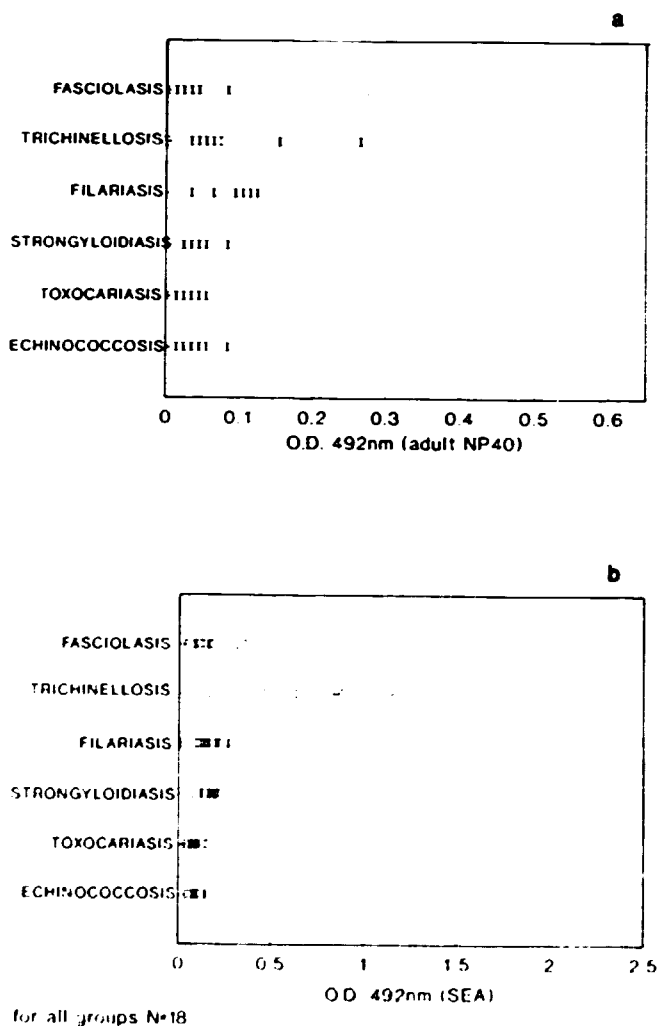 a
FASCIOLASIS
TRICHINELLOSIS
FILARIASIS
STRONGYLOIDIASIS
TOXOCARIASIS
ECHINOCOCCOSIS
0 0.1 0.2 0.3 0.4 0.5 0.6
O.D. 492nm (adult NP40)
b
FASCIOLASIS
TRICHINELLOSIS
FILARIASIS
STRONGYLOIDIASIS
TOXOCARIASIS
ECHINOCOCCOSIS
0 0.5 1 1.5 2 2.5
O.D. 492nm (SEA)
for all groups N=18